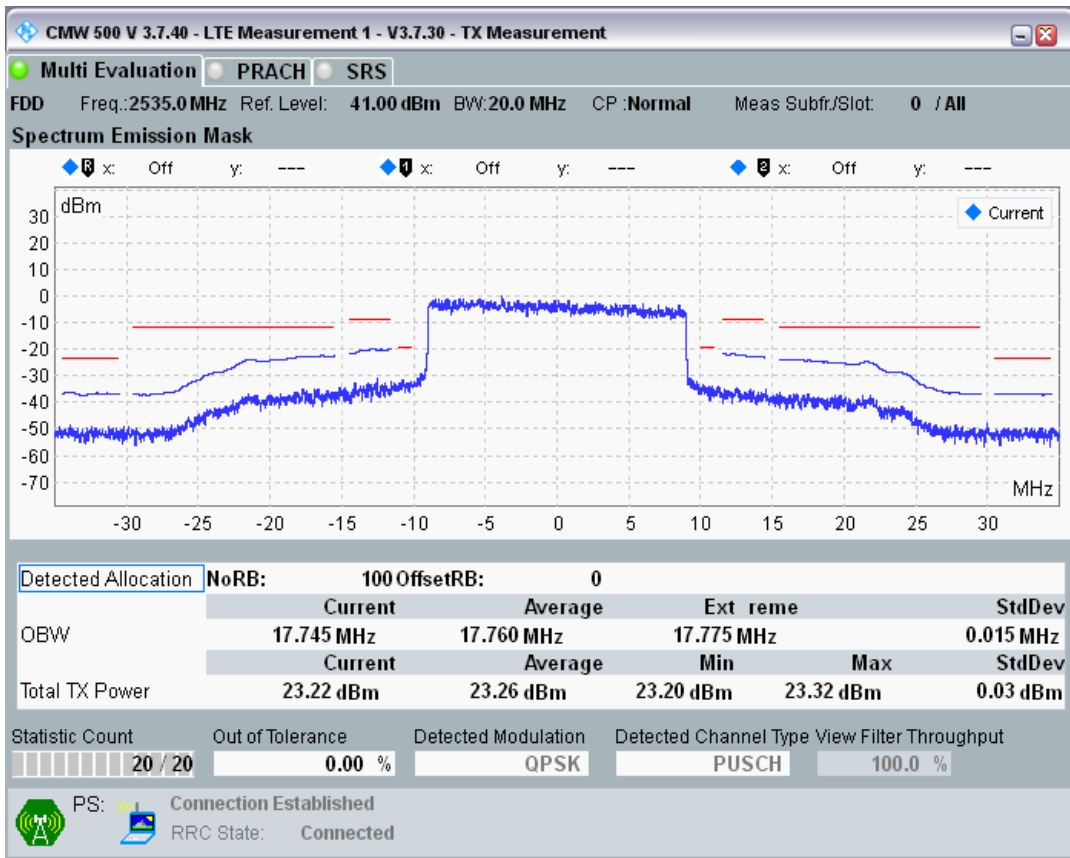 CMW 500 V 3.7.40 - LTE Measurement 1 - V3.7.30 - TX Measurement
Multi Evaluation PRACH SRS
FDD Freq.:2535.0 MHz Ref. Level: 41.00 dBm BW:20.0 MHz CP :Normal Meas Subfr./Slot: 0 / All
Spectrum Emission Mask
R x: Off y: --- 1 x: Off y: --- 2 x: Off y: ---
dBm
Current
30
20
10
0
-10
-20
-30
-40
-50
-60
-70
MHz
-30 -25 -20 -15 -10 -5 0 5 10 15 20 25 30
Detected Allocation NoRB: 100 OffsetRB: 0
Current Average Ext reme StdDev
OBW 17.745 MHz 17.760 MHz 17.775 MHz 0.015 MHz
Current Average Min Max StdDev
Total TX Power 23.22 dBm 23.26 dBm 23.20 dBm 23.32 dBm 0.03 dBm
Statistic Count Out of Tolerance Detected Modulation Detected Channel Type View Filter Throughput
20 / 20 0.00 % QPSK PUSCH 100.0 %
PS: Connection Established
RRC State: Connected